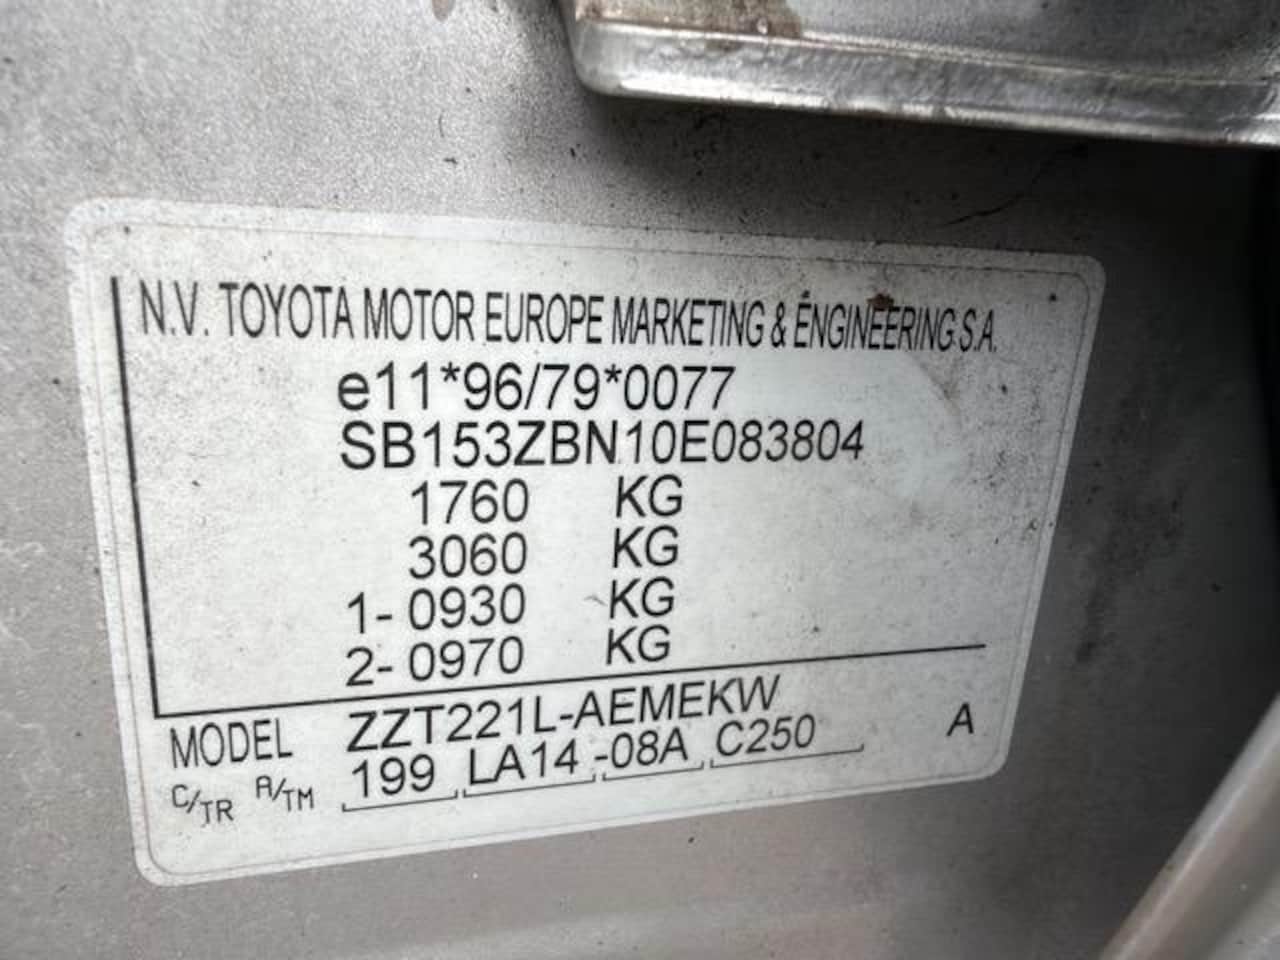 N.V. TOYOTA MOTOR EUROPE MARKETING & ENGINEERING S.A.
e11*96/79*0077
SB153ZBN10E083804
1760 KG
3060 KG
1- 0930 KG
2- 0970 KG
MODEL ZZT221L-AEMEKW A
C/TR A/TM 199 LA14 -08A C250